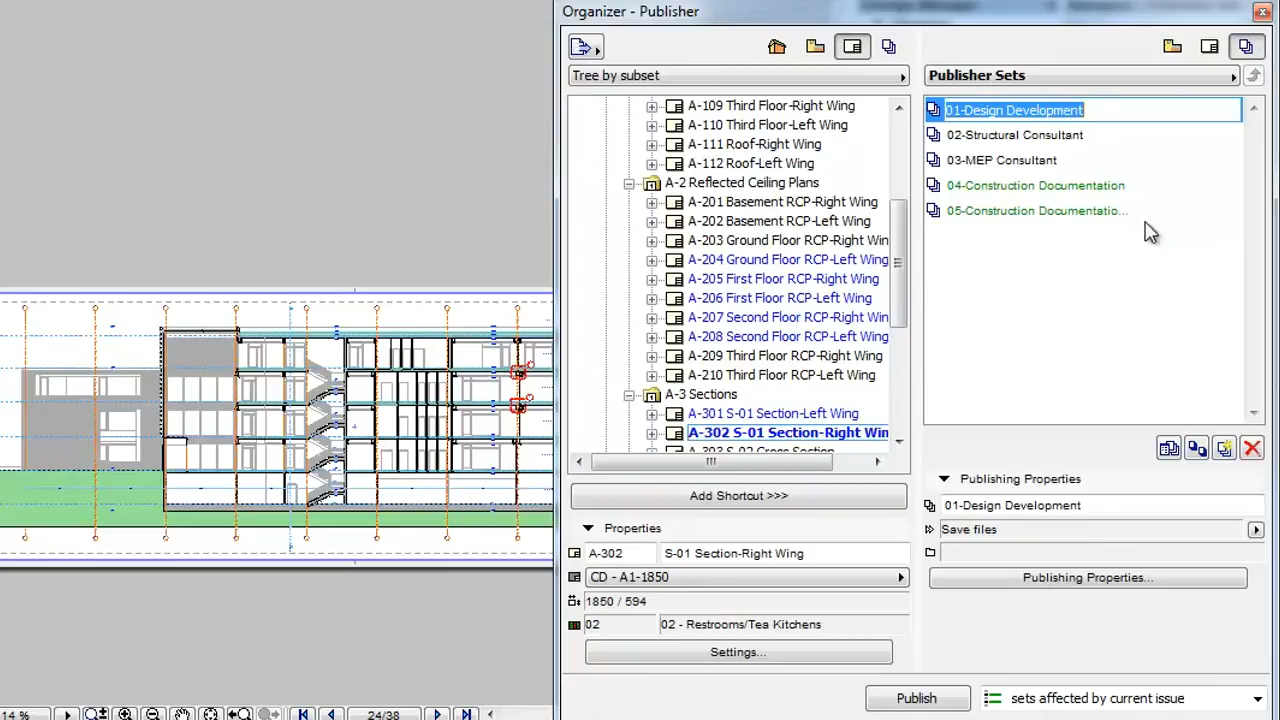 Organizer - Publisher
Tree by subset
A-109 Third Floor-Right Wing
A-110 Third Floor-Left Wing
A-111 Roof-Right Wing
A-112 Roof-Left Wing
A-2 Reflected Ceiling Plans
A-201 Basement RCP-Right Wing
A-202 Basement RCP-Left Wing
A-203 Ground Floor RCP-Right Win
A-204 Ground Floor RCP-Left Wing
A-205 First Floor RCP-Right Wing
A-206 First Floor RCP-Left Wing
A-207 Second Floor RCP-Right Win
A-208 Second Floor RCP-Left Wing
A-209 Third Floor RCP-Right Wing
A-210 Third Floor RCP-Left Wing
A-3 Sections
A-301 S-01 Section-Left Wing
A-302 S-01 Section-Right Win
A-303 S-02 Cross Section
Add Shortcut >>>
Properties
A-302 S-01 Section-Right Wing
CD - A1-1850
1850 / 594
02 02 - Restrooms/Tea Kitchens
Settings...
Publisher Sets
01-Design Development
02-Structural Consultant
03-MEP Consultant
04-Construction Documentation
05-Construction Documentatio...
Publishing Properties
01-Design Development
Save files
Publishing Properties...
Publish
sets affected by current issue
14 %
24/38